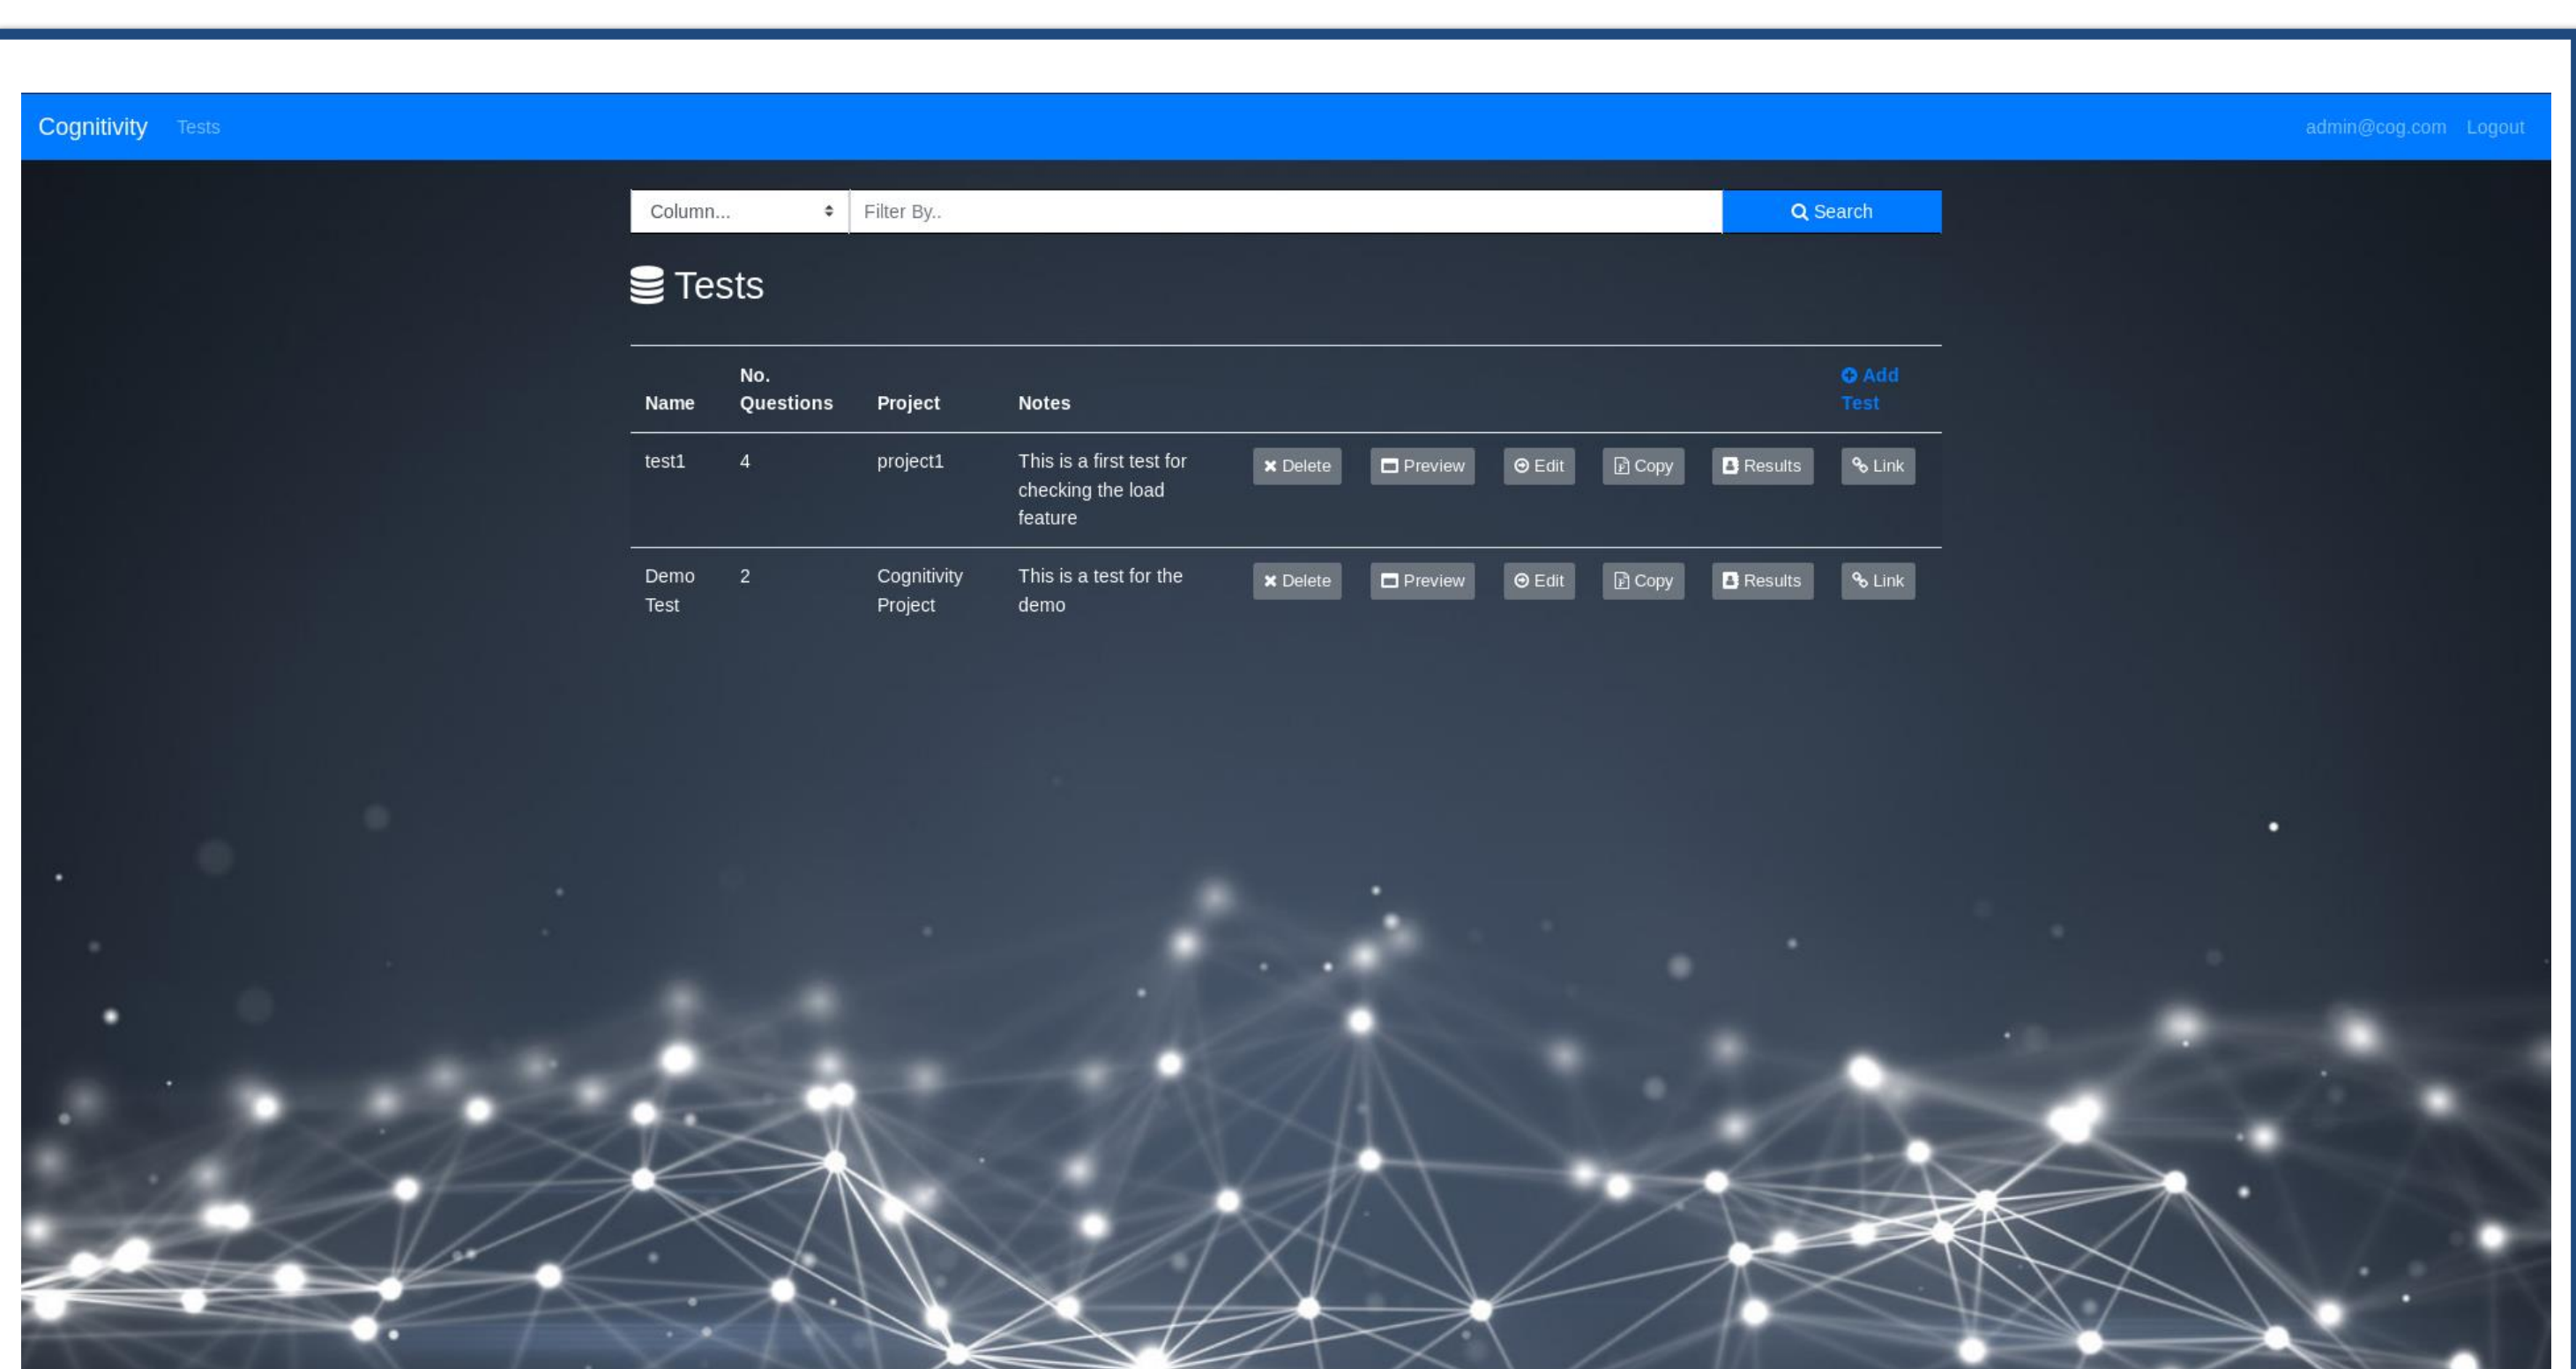 Cognitivity Tests admin@cog.com Logout
Column... Filter By.. Search
Tests
No. Add
Name Questions Project Notes Test
test1 4 project1 This is a first test for Delete Preview Edit Copy Results Link
checking the load
feature
Demo 2 Cognitivity This is a test for the Delete Preview Edit Copy Results Link
Test Project demo